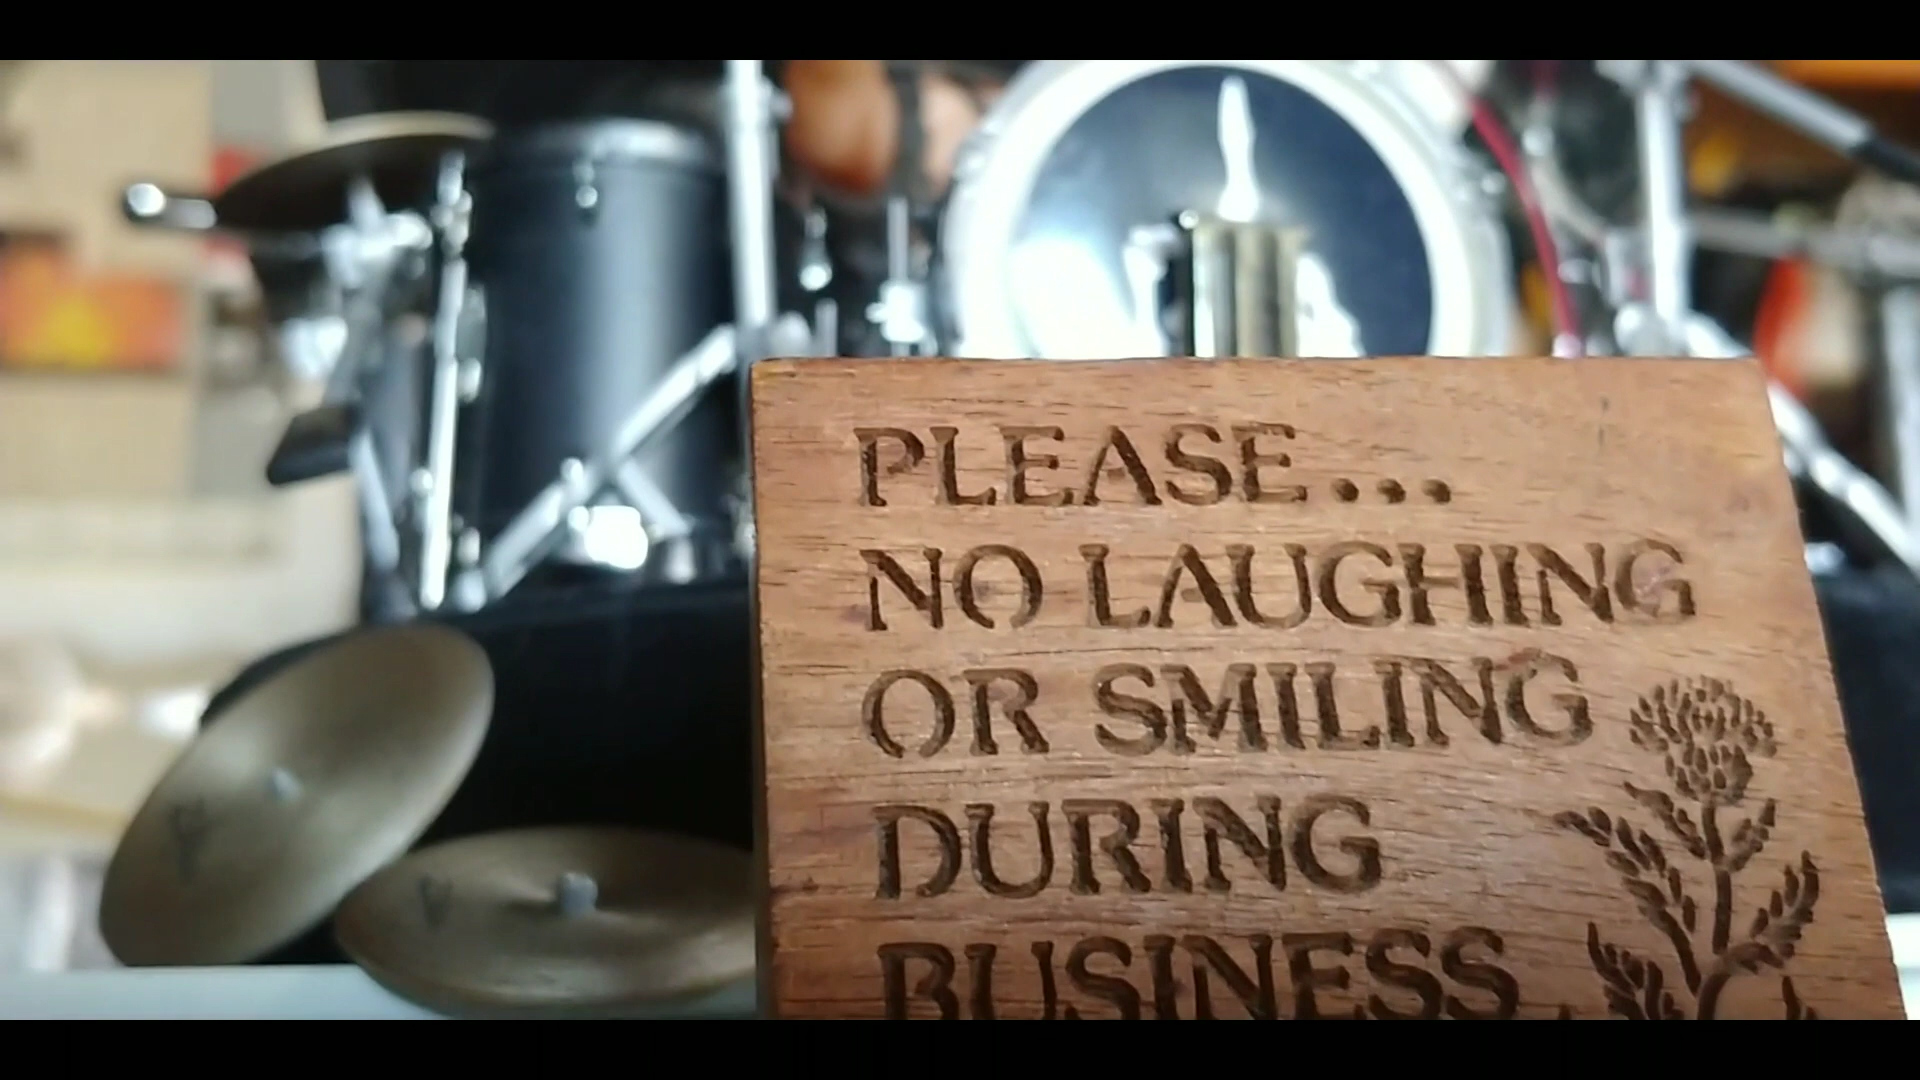 PLEASE...
NO LAUGHING
OR SMILING
DURING
BUSINESS